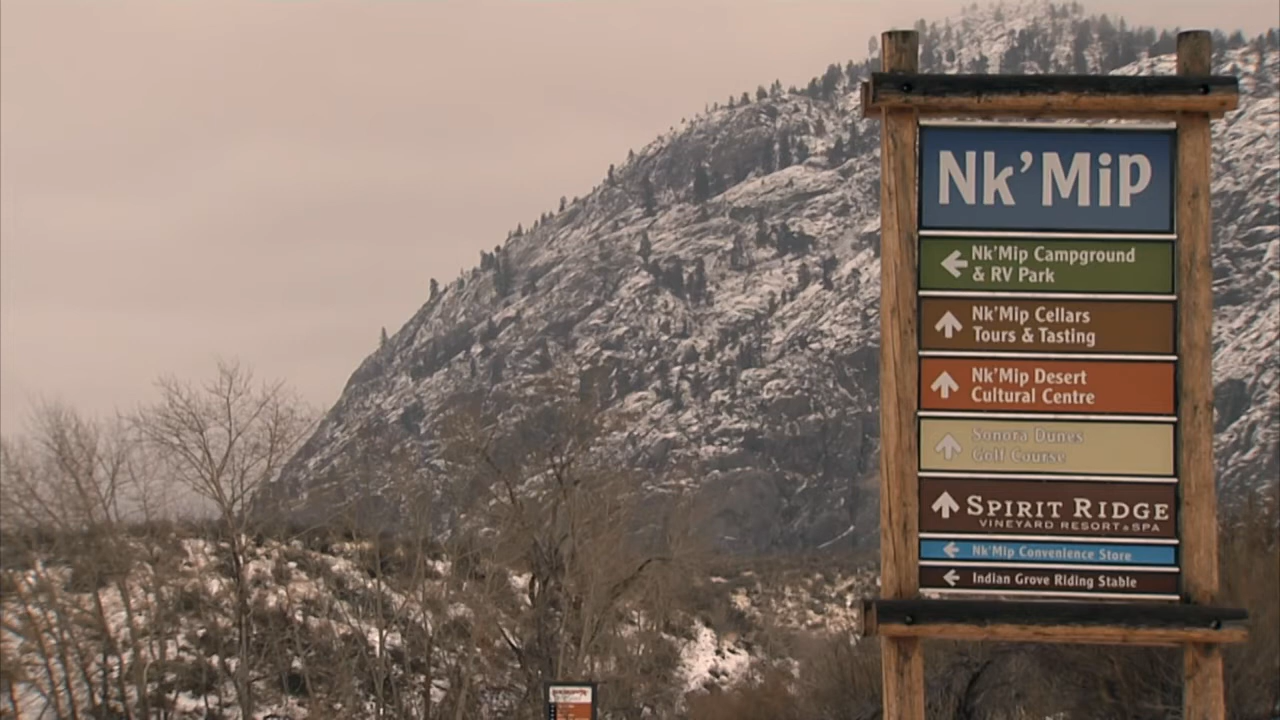 Nk'Mip
Nk'Mip Campground
& RV Park
Nk'Mip Cellars
Tours & Tasting
Nk'Mip Desert
Cultural Centre
Sonora Dunes
Golf Course
SPIRIT RIDGE
VINEYARD RESORT & SPA
Nk'Mip Convenience Store
Indian Grove Riding Stable